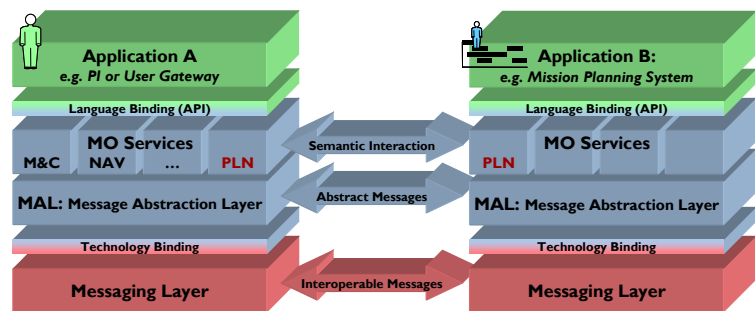 Application A
e.g. PI or User Gateway
Language Binding (API)
MO Services
M&C NAV ... PLN
MAL: Message Abstraction Layer
Technology Binding
Messaging Layer
Semantic Interaction
Abstract Messages
Interoperable Messages
Application B:
e.g. Mission Planning System
Language Binding (API)
MO Services
PLN
MAL: Message Abstraction Layer
Technology Binding
Messaging Layer